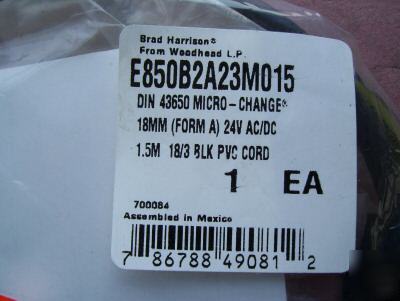 Brad Harrison®
From Woodhead L.P.
E850B2A23M015
DIN 43650 MICRO-CHANGE®
18MM (FORM A) 24V AC/DC
1.5M 18/3 BLK PVC CORD
1 EA
700084
Assembled in Mexico
7 86788 49081 2